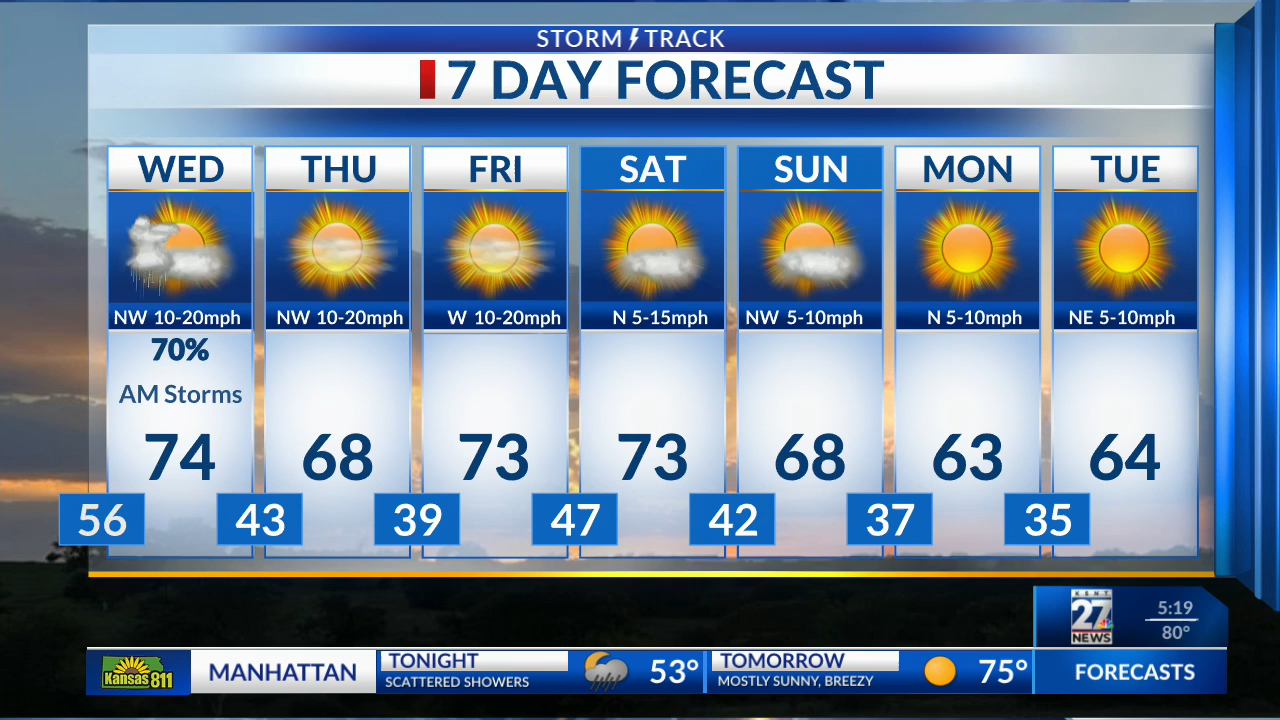 STORM TRACK
7 DAY FORECAST
WED THU FRI SAT SUN MON TUE
NW 10-20mph NW 10-20mph W 10-20mph N 5-15mph NW 5-10mph N 5-10mph NE 5-10mph
70%
AM Storms
74 68 73 73 68 63 64
56 43 39 47 42 37 35
27
NEWS
5:19
80°
Kansas 811
MANHATTAN
TONIGHT
SCATTERED SHOWERS
53°
TOMORROW
MOSTLY SUNNY, BREEZY
75°
FORECASTS